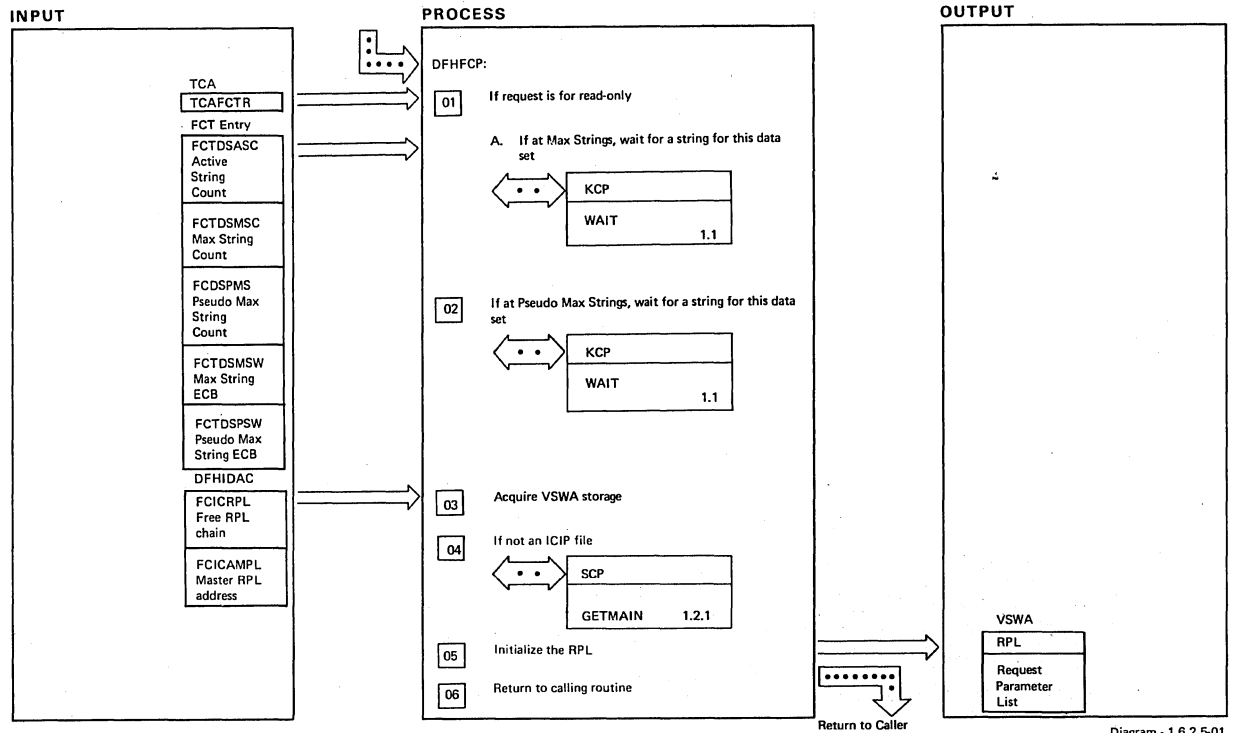 INPUT
TCA
TCAFCTR
FCT Entry
FCTDSASC
Active
String
Count
FCTDSMSC
Max String
Count
FCDSPMS
Pseudo Max
String
Count
FCTDSMSW
Max String
ECB
FCTDSPSW
Pseudo Max
String ECB
DFHIDAC
FCICRPL
Free RPL
chain
FCICAMPL
Master RPL
address
PROCESS
DFHFCP:
01 If request is for read-only
A. If at Max Strings, wait for a string for this data
set
KCP
WAIT
1.1
02 If at Pseudo Max Strings, wait for a string for this data
set
KCP
WAIT
1.1
03 Acquire VSWA storage
04 If not an ICIP file
SCP
GETMAIN 1.2.1
05 Initialize the RPL
06 Return to calling routine
Return to Caller
OUTPUT
VSWA
RPL
Request
Parameter
List
Diagram - 1.6.2.5-01